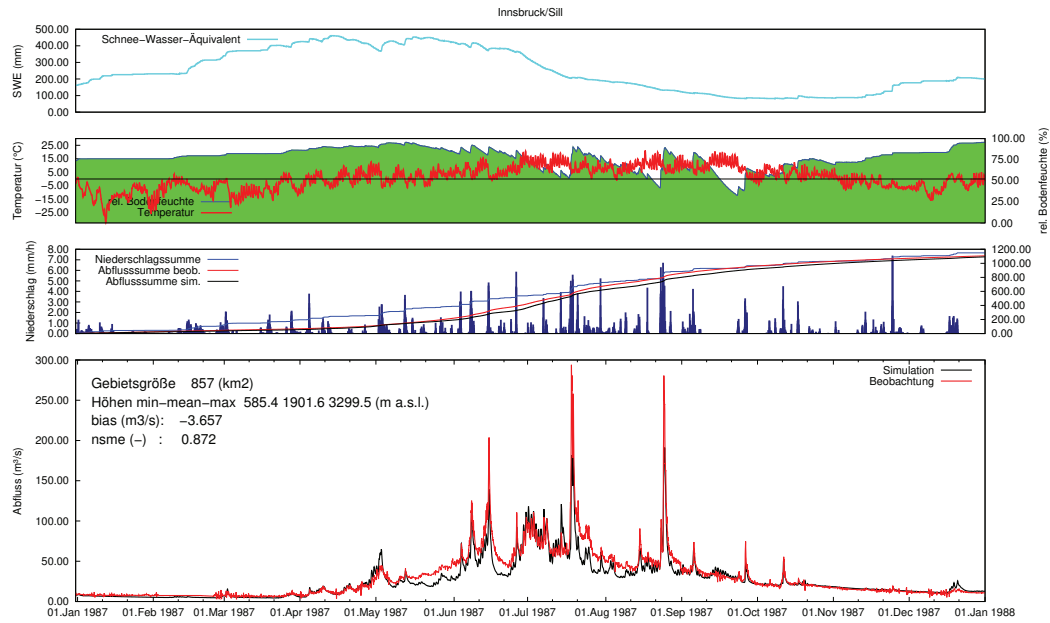 Innsbruck/Sill
SWE (mm)
500.00
400.00
300.00
200.00
100.00
0.00
Schnee−Wasser−Äquivalent
Temperatur (°C)
25.00
15.00
5.00
−5.00
−15.00
−25.00
rel. Bodenfeuchte
Temperatur
100.00
75.00
50.00
25.00
0.00
rel. Bodenfeuchte (%)
Niederschlag (mm/h)
8.00
7.00
6.00
5.00
4.00
3.00
2.00
1.00
0.00
Niederschlagssumme
Abflusssumme beob.
Abflusssumme sim.
1200.00
1000.00
800.00
600.00
400.00
200.00
0.00
Abfluss (m³/s)
300.00
250.00
200.00
150.00
100.00
50.00
0.00
Gebietsgröße 857 (km2)
Höhen min−mean−max 585.4 1901.6 3299.5 (m a.s.l.)
bias (m3/s): −3.657
nsme (−) : 0.872
Simulation
Beobachtung
01.Jan 1987 01.Feb 1987 01.Mar 1987 01.Apr 1987 01.May 1987 01.Jun 1987 01.Jul 1987 01.Aug 1987 01.Sep 1987 01.Oct 1987 01.Nov 1987 01.Dec 1987 01.Jan 1988